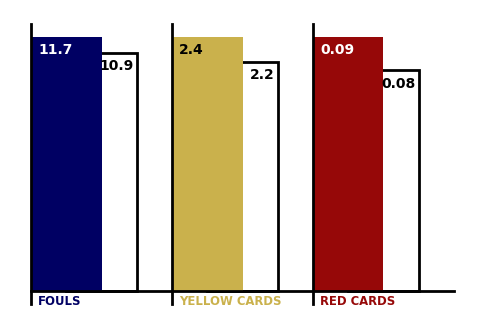 11.7
10.9
2.4
2.2
0.09
0.08
FOULS
YELLOW CARDS
RED CARDS